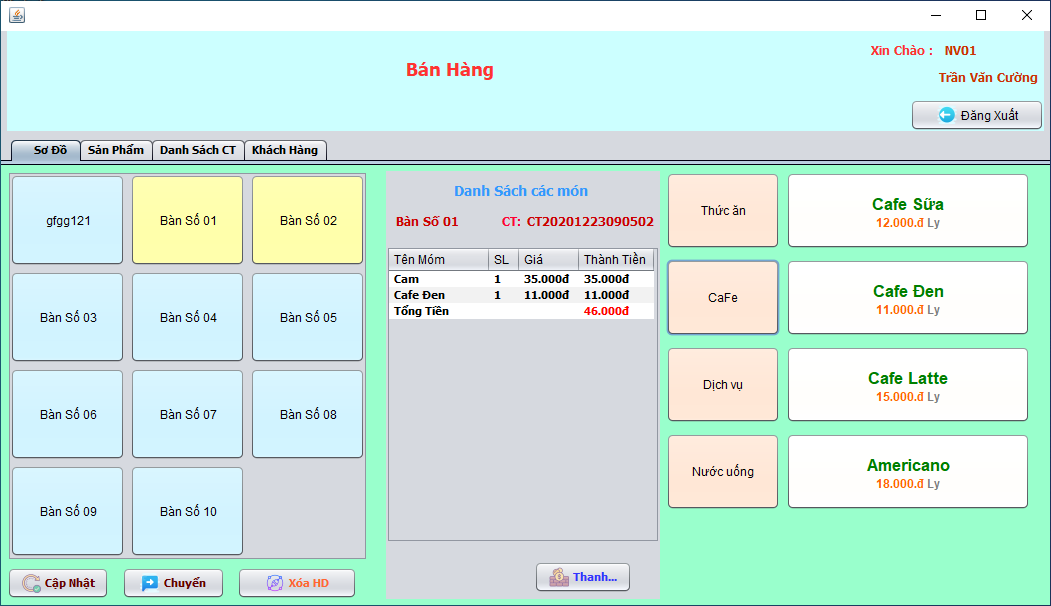 Bán Hàng
Xin Chào : NV01
Trần Văn Cường
Đăng Xuất
Sơ Đồ Sản Phẩm Danh Sách CT Khách Hàng
gfgg121 Bàn Số 01 Bàn Số 02
Bàn Số 03 Bàn Số 04 Bàn Số 05
Bàn Số 06 Bàn Số 07 Bàn Số 08
Bàn Số 09 Bàn Số 10
Cập Nhật Chuyển Xóa HD
Danh Sách các món
Bàn Số 01 CT: CT20201223090502
Tên Móm SL Giá Thành Tiền
Cam 1 35.000đ 35.000đ
Cafe Đen 1 11.000đ 11.000đ
Tổng Tiền 46.000đ
Thanh...
Thức ăn
CaFe
Dịch vụ
Nước uống
Cafe Sữa
12.000.đ Ly
Cafe Đen
11.000.đ Ly
Cafe Latte
15.000.đ Ly
Americano
18.000.đ Ly